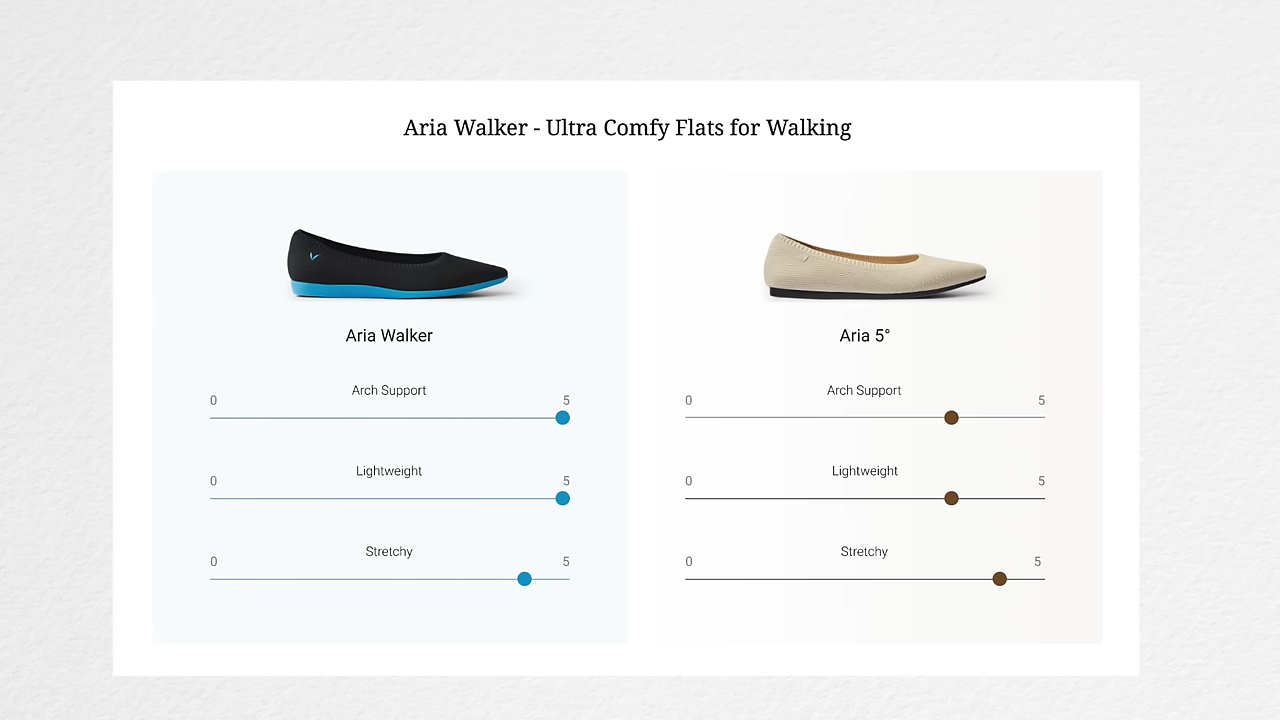 Aria Walker - Ultra Comfy Flats for Walking
Aria Walker
Arch Support
0 5
Lightweight
0 5
Stretchy
0 5
Aria 5°
Arch Support
0 5
Lightweight
0 5
Stretchy
0 5